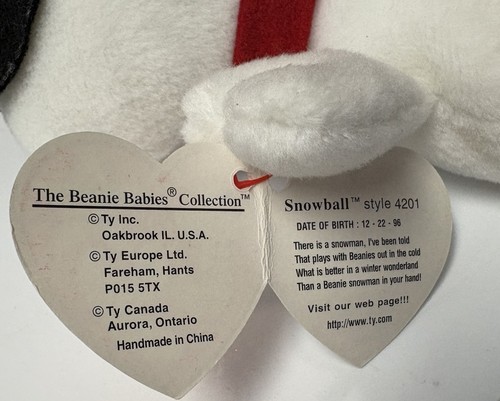 The Beanie Babies® Collection™
© Ty Inc.
Oakbrook IL. U.S.A.
© Ty Europe Ltd.
Fareham, Hants
P015 5TX
© Ty Canada
Aurora, Ontario
Handmade in China
Snowball™ style 4201
DATE OF BIRTH : 12 - 22 - 96
There is a snowman, I've been told
That plays with Beanies out in the cold
What is better in a winter wonderland
Than a Beanie snowman in your hand!
Visit our web page!!!
http://www.ty.com